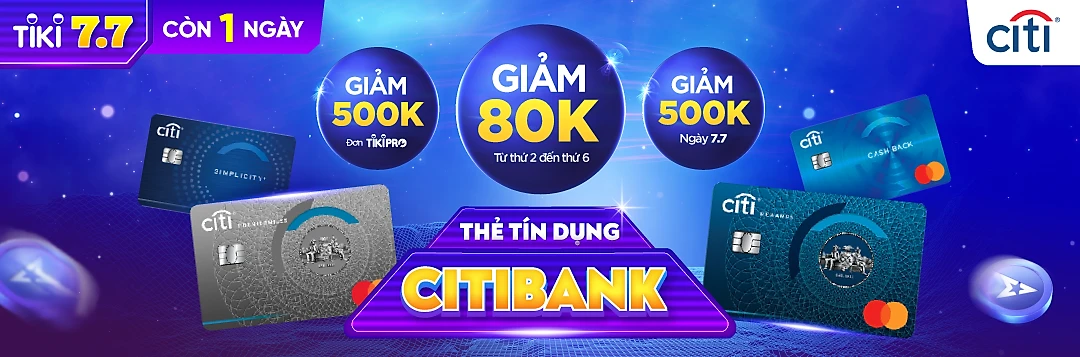 TIKI 7.7
CÒN 1 NGÀY
citi
GIẢM
500K
Đơn TIKIPRO
GIẢM
80K
Từ thứ 2 đến thứ 6
GIẢM
500K
Ngày 7.7
citi
SIMPLICITY+
citi
CASH BACK
citi
PREMIERMILES
citi
REWARDS
THẺ TÍN DỤNG
CITIBANK